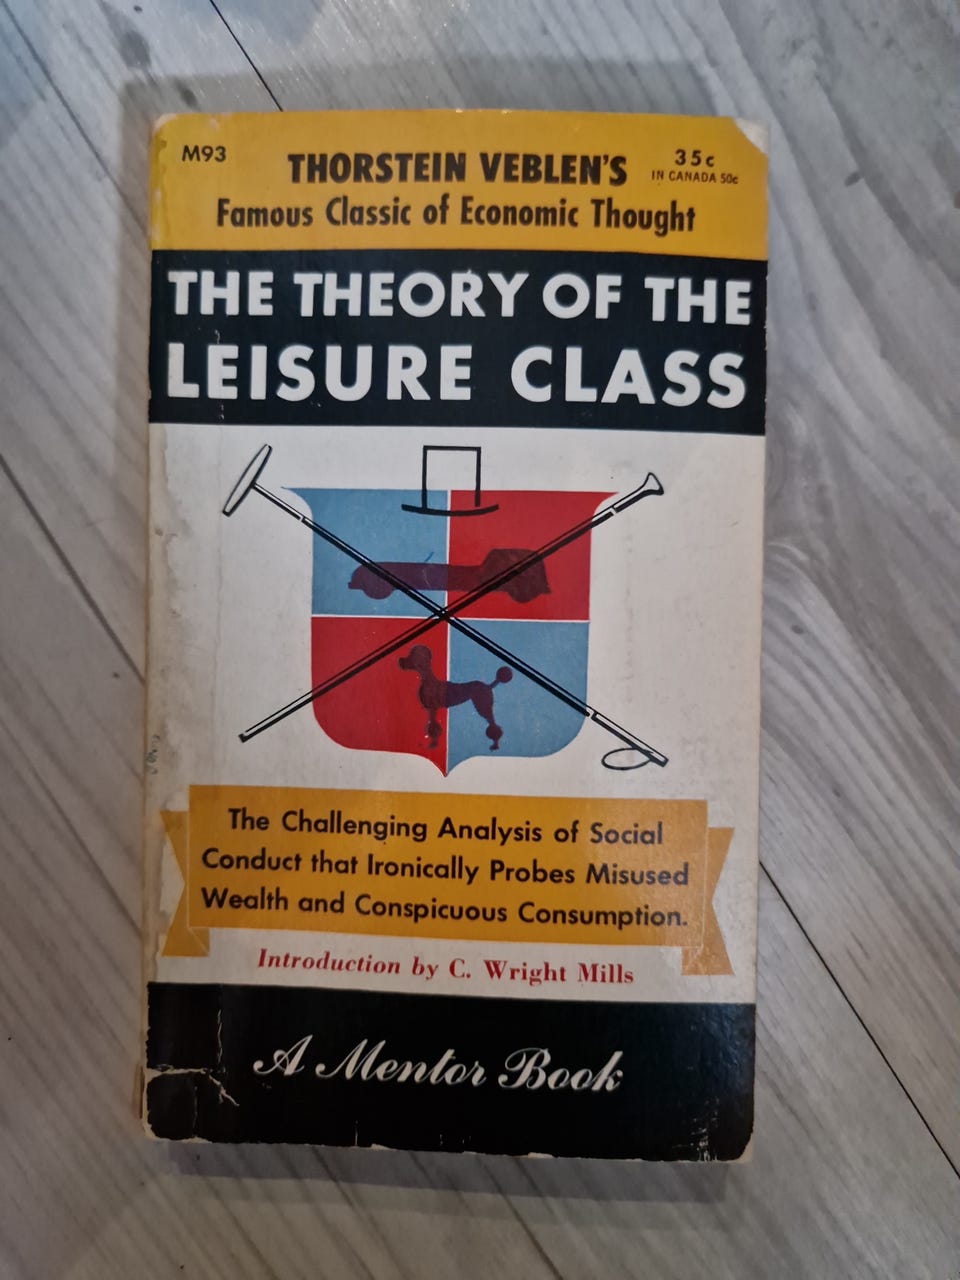 M93
THORSTEIN VEBLEN'S
35c
IN CANADA 50c
Famous Classic of Economic Thought
THE THEORY OF THE
LEISURE CLASS
The Challenging Analysis of Social
Conduct that Ironically Probes Misused
Wealth and Conspicuous Consumption.
Introduction by C. Wright Mills
A Mentor Book